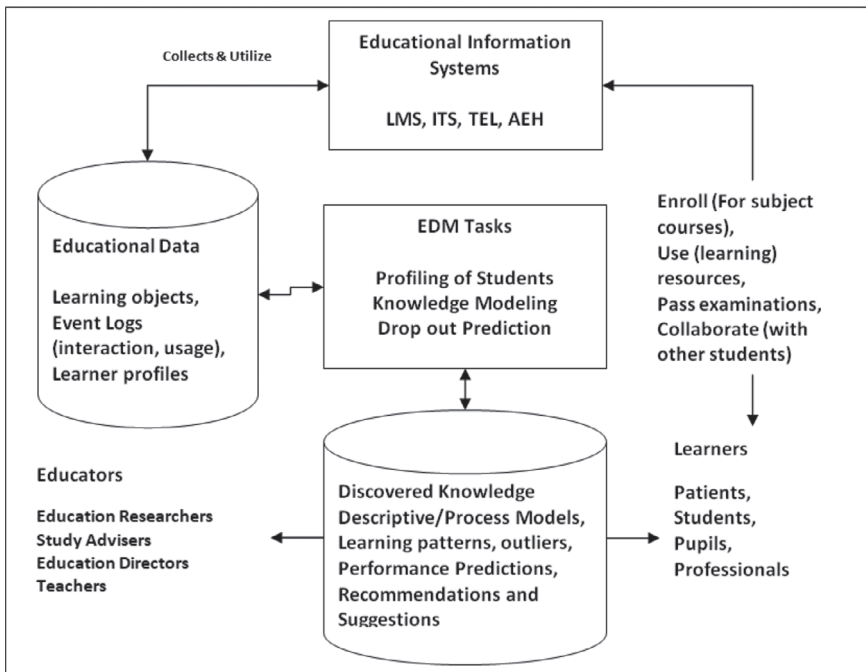 Collects & Utilize
Educational Information
Systems
LMS, ITS, TEL, AEH
Educational Data
Learning objects,
Event Logs
(interaction, usage),
Learner profiles
EDM Tasks
Profiling of Students
Knowledge Modeling
Drop out Prediction
Enroll (For subject
courses),
Use (learning)
resources,
Pass examinations,
Collaborate (with
other students)
Educators
Education Researchers
Study Advisers
Education Directors
Teachers
Discovered Knowledge
Descriptive/Process Models,
Learning patterns, outliers,
Performance Predictions,
Recommendations and
Suggestions
Learners
Patients,
Students,
Pupils,
Professionals